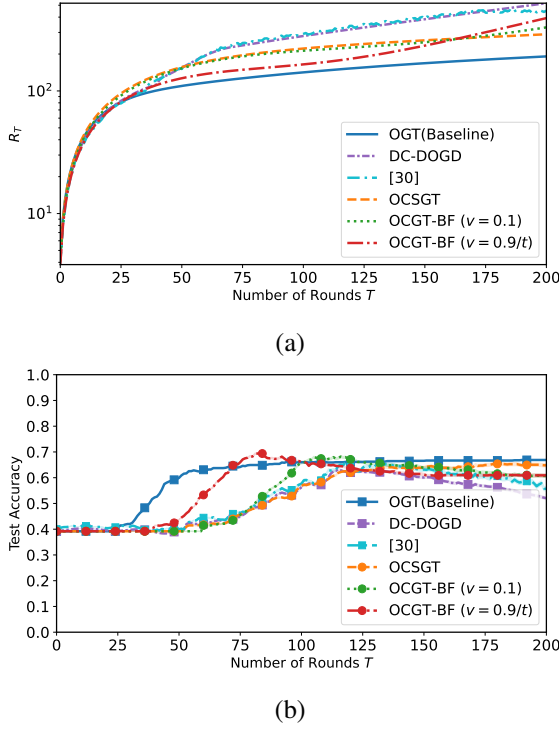 10²
10¹
R_T
0 25 50 75 100 125 150 175 200
Number of Rounds T
OGT(Baseline)
DC-DOGD
[30]
OCSGT
OCGT-BF (v = 0.1)
OCGT-BF (v = 0.9/t)
(a)
1.0
0.9
0.8
0.7
0.6
0.5
0.4
0.3
0.2
0.1
0.0
Test Accuracy
0 25 50 75 100 125 150 175 200
Number of Rounds T
OGT(Baseline)
DC-DOGD
[30]
OCSGT
OCGT-BF (v = 0.1)
OCGT-BF (v = 0.9/t)
(b)